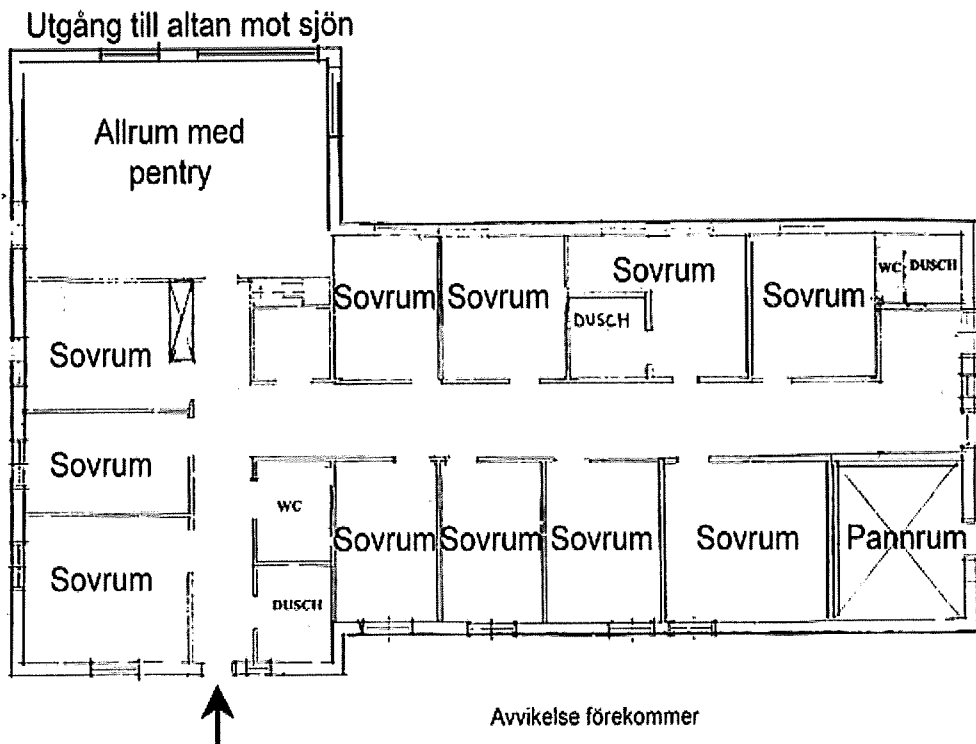 Utgång till altan mot sjön
Allrum med
pentry
Sovrum
Sovrum
Sovrum
DUSCH
Sovrum
WC
DUSCH
Sovrum
Sovrum
Sovrum
WC
Sovrum
Sovrum
Sovrum
Sovrum
Pannrum
Sovrum
DUSCH
Avvikelse förekommer